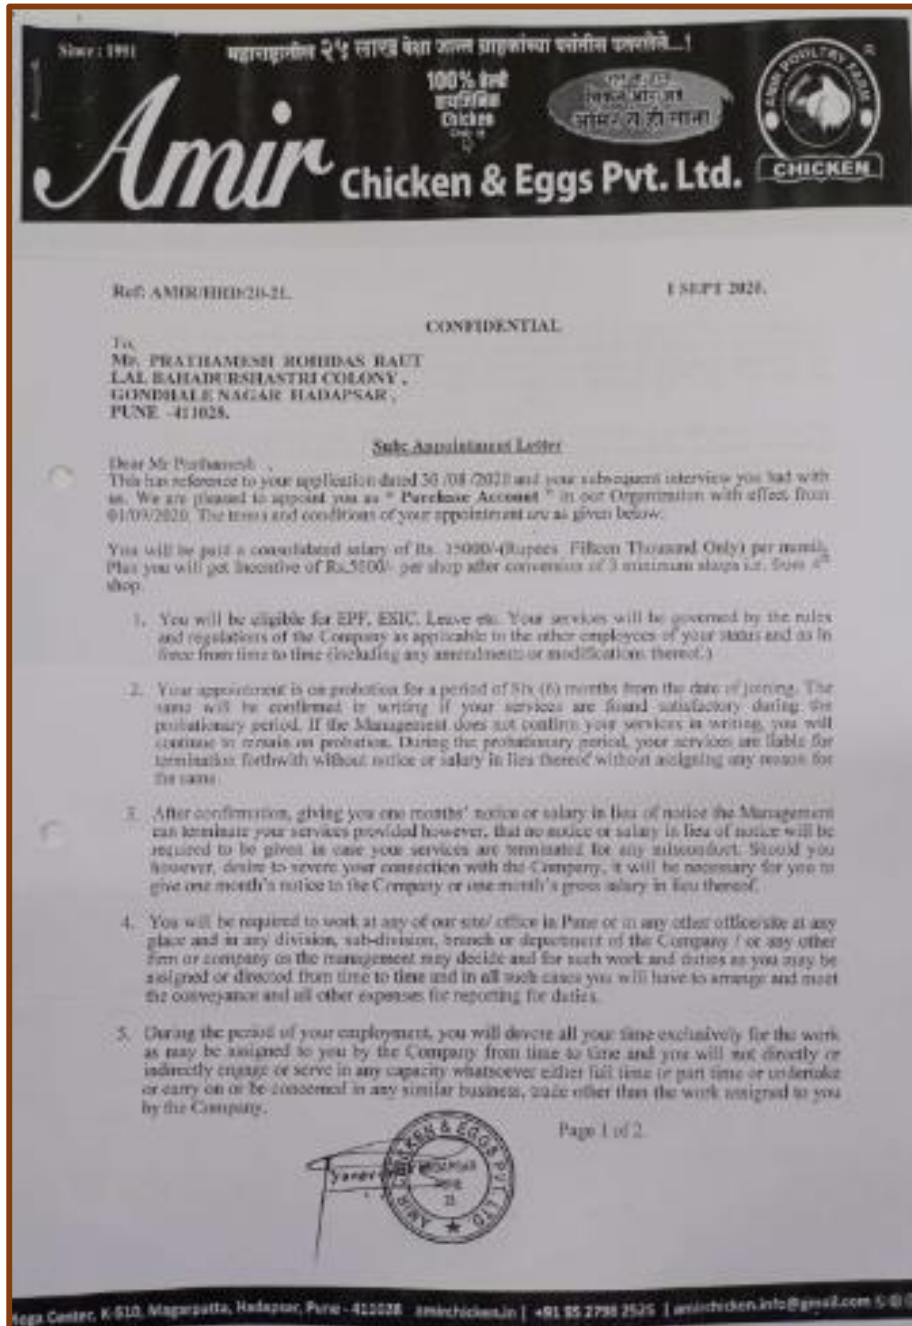 Since : 1991
महाराष्ट्रातील २५ लाख पेक्षा जास्त ग्राहकांच्या पसंतीस उतरलेले...!
100% हेल्दी
हायजिनिक
Chicken
चिकन और अंडे
आमिर से ही लाना
AMIR POULTRY FARM
CHICKEN
Amir Chicken & Eggs Pvt. Ltd.
Ref: AMIR/HRD/20-21.
1 SEPT 2020.
CONFIDENTIAL
To,
Mr. PRATHAMESH ROHIDAS RAUT
LAL BAHADURSHASTRI COLONY ,
GONDHALE NAGAR HADAPSAR ,
PUNE -411028.
Sub: Appointment Letter
Dear Mr Prathamesh ,
This has reference to your application dated 30 /08 /2020 and your subsequent interview you had with
us. We are pleased to appoint you as " Purchase Account " in our Organization with effect from
01/09/2020. The terms and conditions of your appointment are as given below.
You will be paid a consolidated salary of Rs. 15000/-(Rupees Fifteen Thousand Only) per month.
Plus you will get Incentive of Rs.5000/- per shop after conversion of 3 minimum shops i.e. from 4th
shop.
1. You will be eligible for EPF, ESIC, Leave etc. Your services will be governed by the rules
and regulations of the Company as applicable to the other employees of your status and as in
force from time to time (including any amendments or modifications thereof.)
2. Your appointment is on probation for a period of Six (6) months from the date of joining. The
same will be confirmed in writing if your services are found satisfactory during the
probationary period. If the Management does not confirm your services in writing, you will
continue to remain on probation. During the probationary period, your services are liable for
termination forthwith without notice or salary in lieu thereof without assigning any reason for
the same.
3. After confirmation, giving you one months' notice or salary in lieu of notice the Management
can terminate your services provided however, that no notice or salary in lieu of notice will be
required to be given in case your services are terminated for any misconduct. Should you
however, desire to sever your connection with the Company, it will be necessary for you to
give one month's notice to the Company or one month's gross salary in lieu thereof.
4. You will be required to work at any of our site/ office in Pune or in any other office/site at any
place and in any division, sub-division, branch or department of the Company / or any other
firm or company as the management may decide and for such work and duties as you may be
assigned or directed from time to time and in all such cases you will have to arrange and meet
the conveyance and all other expenses for reporting for duties.
5. During the period of your employment, you will devote all your time exclusively for the work
as may be assigned to you by the Company from time to time and you will not directly or
indirectly engage or serve in any capacity whatsoever either full time or part time or undertake
or carry on or be concerned in any similar business, trade other than the work assigned to you
by the Company.
Page 1 of 2
AMIR CHICKEN & EGGS PVT LTD
HADAPSAR
Mega Center, K-510, Magarpatta, Hadapsar, Pune - 411028 amirchicken.in | +91 95 2798 2525 | amirchicken.info@gmail.com